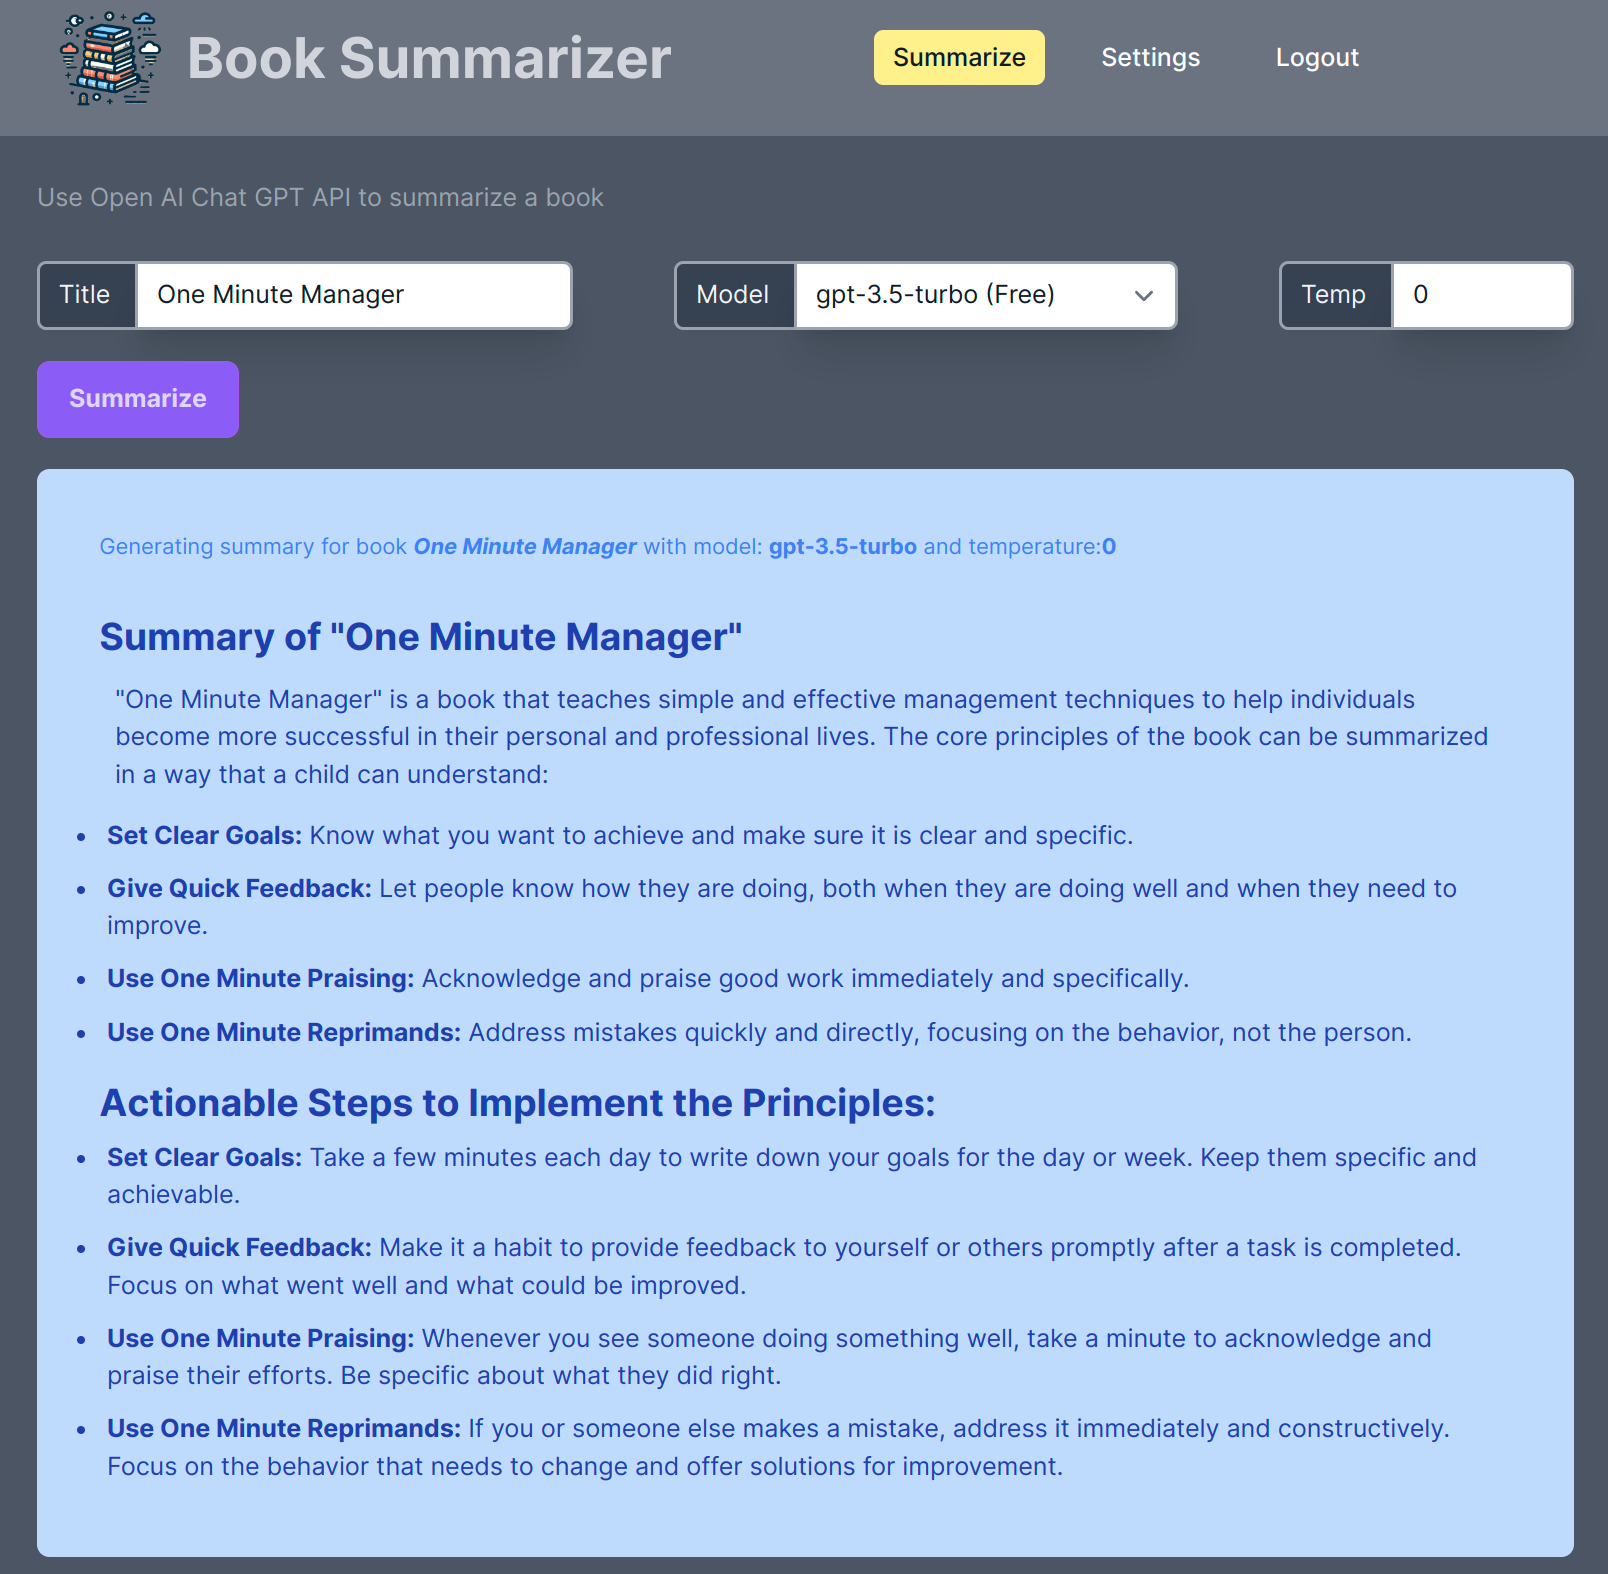 Book Summarizer
Summarize
Settings
Logout
Use Open AI Chat GPT API to summarize a book
Title
One Minute Manager
Model
gpt-3.5-turbo (Free)
Temp
0
Summarize
Generating summary for book One Minute Manager with model: gpt-3.5-turbo and temperature:0
Summary of "One Minute Manager"
"One Minute Manager" is a book that teaches simple and effective management techniques to help individuals
become more successful in their personal and professional lives. The core principles of the book can be summarized
in a way that a child can understand:
• Set Clear Goals: Know what you want to achieve and make sure it is clear and specific.
• Give Quick Feedback: Let people know how they are doing, both when they are doing well and when they need to
improve.
• Use One Minute Praising: Acknowledge and praise good work immediately and specifically.
• Use One Minute Reprimands: Address mistakes quickly and directly, focusing on the behavior, not the person.
Actionable Steps to Implement the Principles:
• Set Clear Goals: Take a few minutes each day to write down your goals for the day or week. Keep them specific and
achievable.
• Give Quick Feedback: Make it a habit to provide feedback to yourself or others promptly after a task is completed.
Focus on what went well and what could be improved.
• Use One Minute Praising: Whenever you see someone doing something well, take a minute to acknowledge and
praise their efforts. Be specific about what they did right.
• Use One Minute Reprimands: If you or someone else makes a mistake, address it immediately and constructively.
Focus on the behavior that needs to change and offer solutions for improvement.